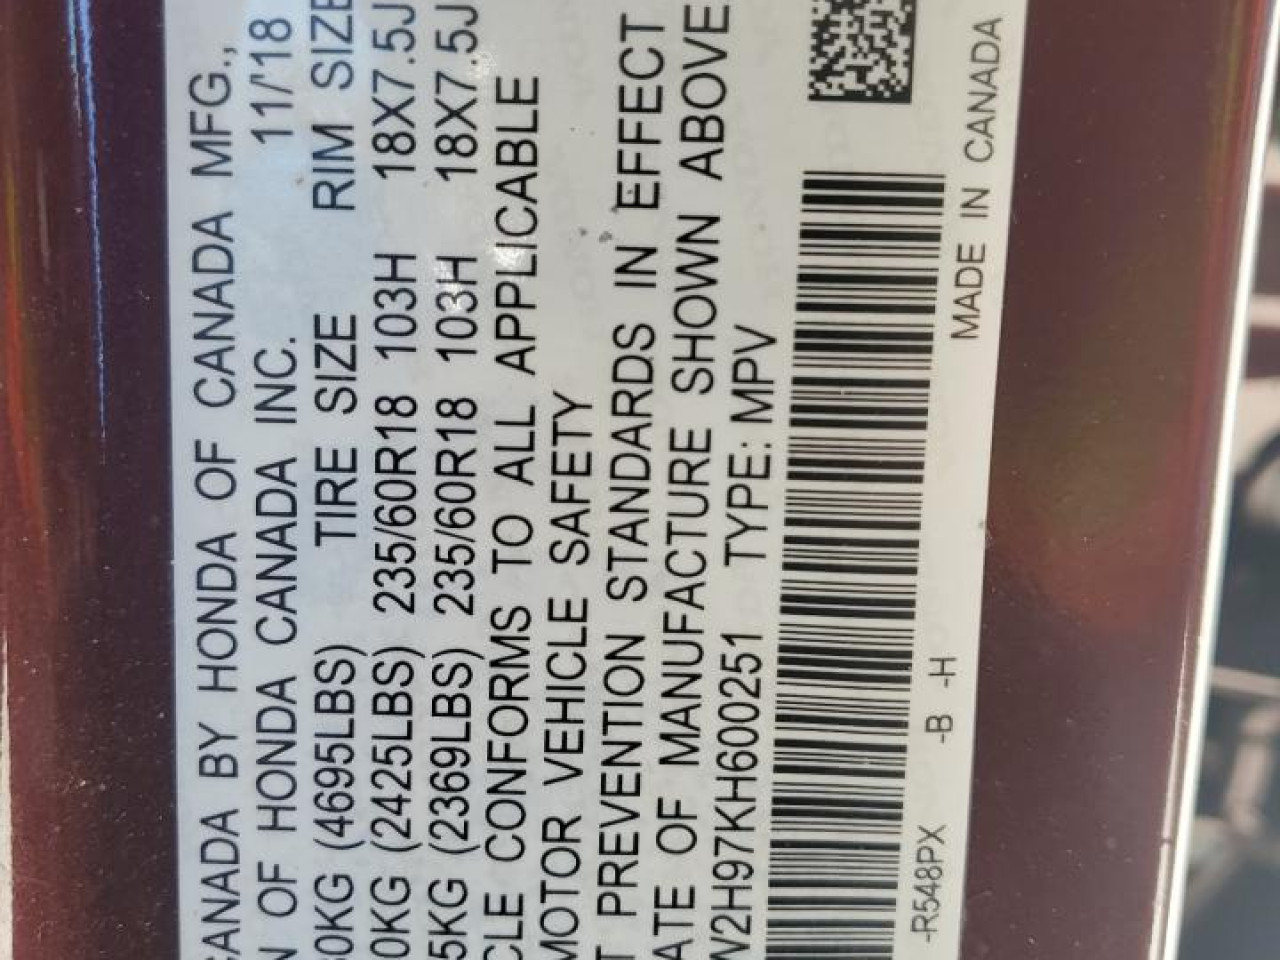 CANADA BY HONDA OF CANADA MFG.,
N OF HONDA CANADA INC. 11/18
TIRE SIZE RIM SIZE
30KG (4695LBS)
0KG (2425LBS) 235/60R18 103H 18X7.5J
5KG (2369LBS) 235/60R18 103H 18X7.5J
CLE CONFORMS TO ALL APPLICABLE
MOTOR VEHICLE SAFETY
T PREVENTION STANDARDS IN EFFECT
ATE OF MANUFACTURE SHOWN ABOVE
W2H97KH600251 TYPE: MPV
-R548PX -B -H MADE IN CANADA